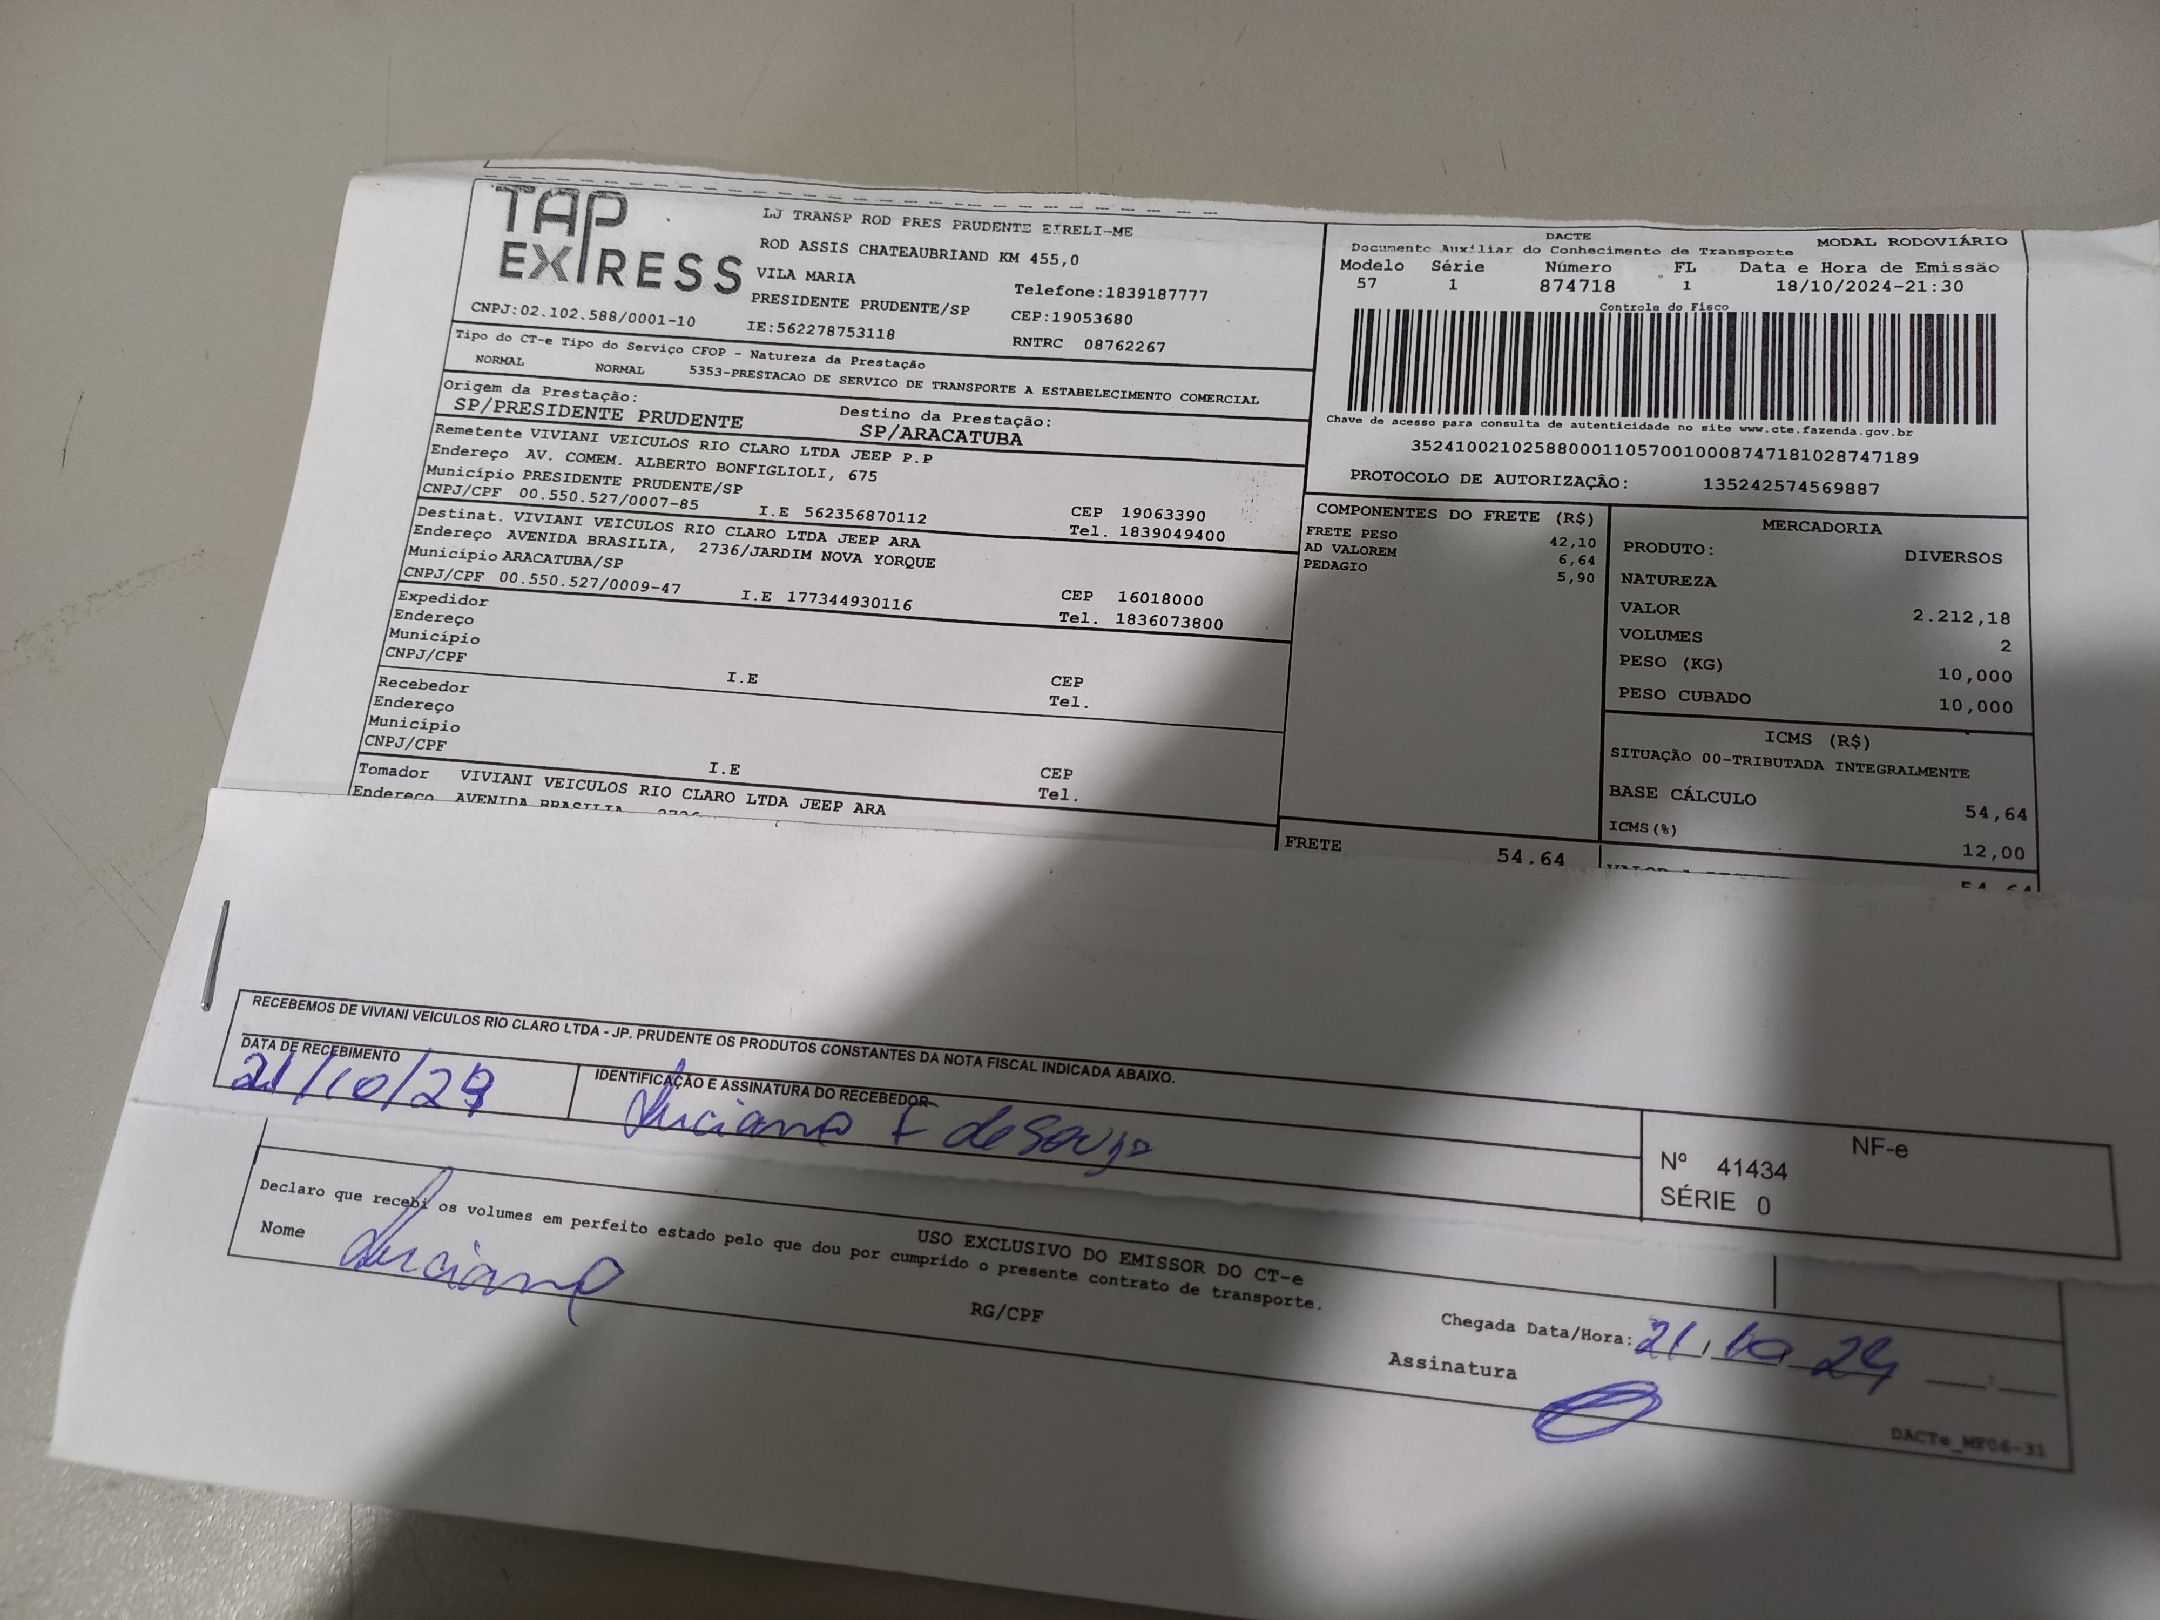 TAP EXPRESS
LJ TRANSP ROD PRES PRUDENTE EIRELI-ME
ROD ASSIS CHATEAUBRIAND KM 455,0
VILA MARIA
Telefone:1839187777
PRESIDENTE PRUDENTE/SP CEP:19053680
CNPJ:02.102.588/0001-10 IE:562278753118 RNTRC 08762267
Tipo do CT-e Tipo do Serviço CFOP - Natureza da Prestação
NORMAL NORMAL 5353-PRESTACAO DE SERVICO DE TRANSPORTE A ESTABELECIMENTO COMERCIAL
Origem da Prestação: Destino da Prestação:
SP/PRESIDENTE PRUDENTE SP/ARACATUBA
Remetente VIVIANI VEICULOS RIO CLARO LTDA JEEP P.P
Endereço AV. COMEM. ALBERTO BONFIGLIOLI, 675
Município PRESIDENTE PRUDENTE/SP CEP 19063390
CNPJ/CPF 00.550.527/0007-85 I.E 562356870112 Tel. 1839049400
Destinat. VIVIANI VEICULOS RIO CLARO LTDA JEEP ARA
Endereço AVENIDA BRASILIA, 2736/JARDIM NOVA YORQUE
Município ARACATUBA/SP CEP 16018000
CNPJ/CPF 00.550.527/0009-47 I.E 177344930116 Tel. 1836073800
Expedidor
Endereço
Município CEP
CNPJ/CPF I.E Tel.
Recebedor
Endereço
Município CEP
CNPJ/CPF I.E Tel.
Tomador VIVIANI VEICULOS RIO CLARO LTDA JEEP ARA
Endereço AVENIDA BRASILIA 2736
DACTE MODAL RODOVIÁRIO
Documento Auxiliar do Conhecimento de Transporte
Modelo Série Número FL Data e Hora de Emissão
57 1 874718 1 18/10/2024-21:30
Controle do Fisco
Chave de acesso para consulta de autenticidade no site www.cte.fazenda.gov.br
35241002102588000110570010008747181028747189
PROTOCOLO DE AUTORIZAÇÃO: 135242574569887
COMPONENTES DO FRETE (R$)
FRETE PESO 42,10
AD VALOREM 6,64
PEDAGIO 5,90
FRETE 54,64
MERCADORIA
PRODUTO: DIVERSOS
NATUREZA
VALOR 2.212,18
VOLUMES 2
PESO (KG) 10,000
PESO CUBADO 10,000
ICMS (R$)
SITUAÇÃO 00-TRIBUTADA INTEGRALMENTE
BASE CÁLCULO 54,64
ICMS(%) 12,00
54,64
RECEBEMOS DE VIVIANI VEICULOS RIO CLARO LTDA - JP. PRUDENTE OS PRODUTOS CONSTANTES DA NOTA FISCAL INDICADA ABAIXO.
DATA DE RECEBIMENTO IDENTIFICAÇÃO E ASSINATURA DO RECEBEDOR
21/10/24 Luciano F de Souza
NF-e
Nº 41434
SÉRIE 0
USO EXCLUSIVO DO EMISSOR DO CT-e
Declaro que recebi os volumes em perfeito estado pelo que dou por cumprido o presente contrato de transporte.
Nome Luciano RG/CPF
Chegada Data/Hora: 21, 10, 24 :
Assinatura
DACTe_MF06-31